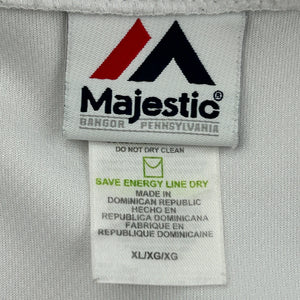 Majestic®
BANGOR PENNSYLVANIA
DO NOT DRY CLEAN
SAVE ENERGY LINE DRY
MADE IN
DOMINICAN REPUBLIC
HECHO EN
REPUBLICA DOMINICANA
FABRIQUE EN
REPUBLIQUE DOMINICAINE
XL/XG/XG